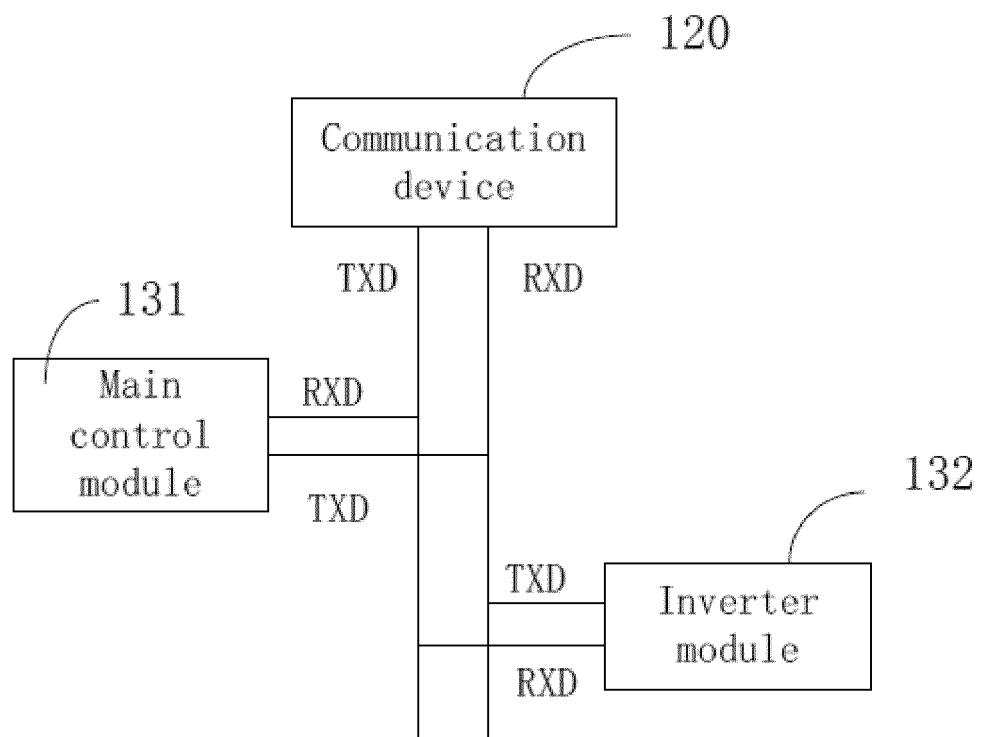 120
Communication
device
TXD
RXD
131
Main
control
module
RXD
TXD
132
TXD
Inverter
module
RXD